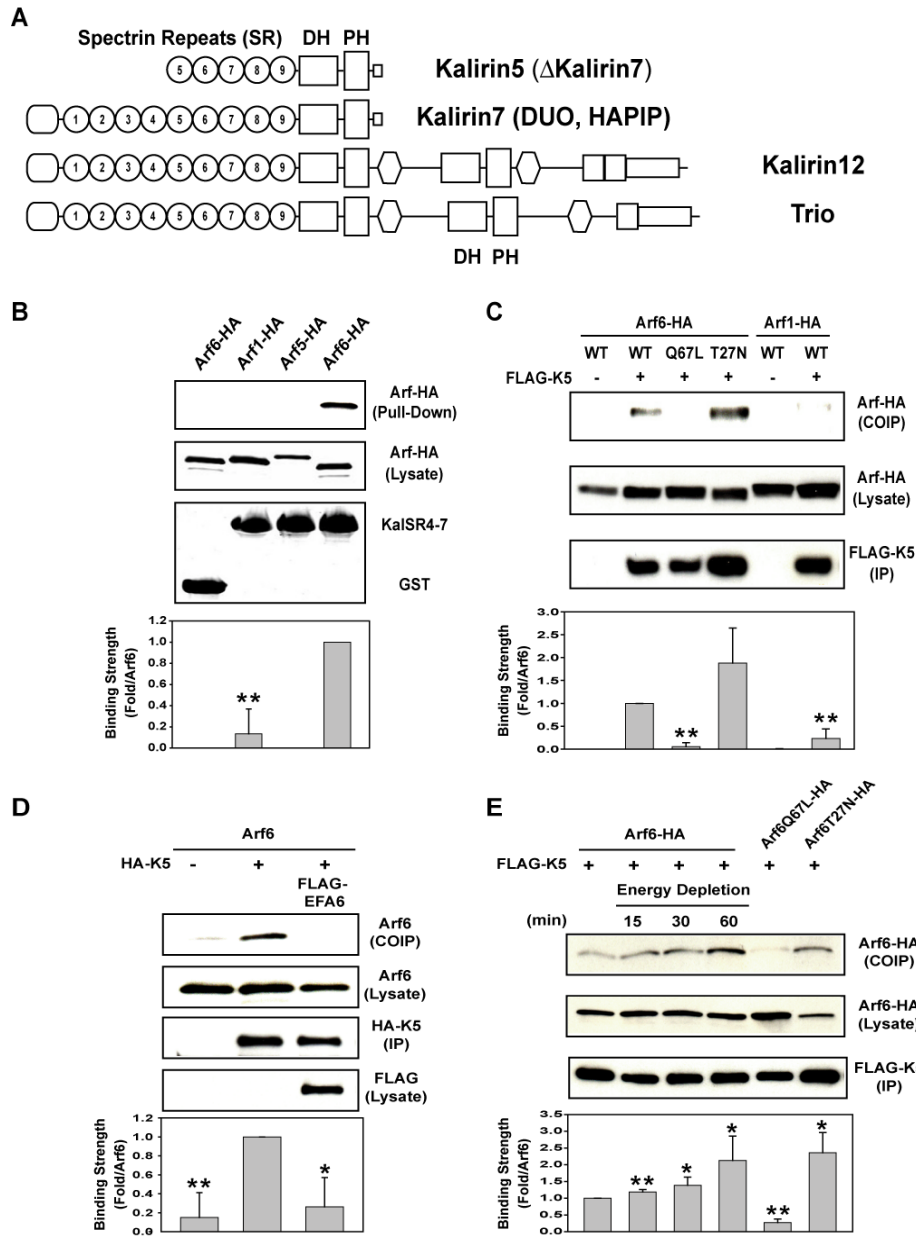 A
Spectrin Repeats (SR) DH PH
5 6 7 8 9
Kalirin5 (ΔKalirin7)
1 2 3 4 5 6 7 8 9
Kalirin7 (DUO, HAPIP)
1 2 3 4 5 6 7 8 9
Kalirin12
1 2 3 4 5 6 7 8 9
Trio
DH PH
B
Arf6-HA Arf1-HA Arf5-HA Arf6-HA
Arf-HA
(Pull-Down)
Arf-HA
(Lysate)
KalSR4-7
GST
Binding Strength
(Fold/Arf6)
1.2
1.0
0.8
0.6
0.4
0.2
0.0
**
C
Arf6-HA Arf1-HA
WT WT Q67L T27N WT WT
FLAG-K5 - + + + - +
Arf-HA
(COIP)
Arf-HA
(Lysate)
FLAG-K5
(IP)
Binding Strength
(Fold/Arf6)
3.0
2.5
2.0
1.5
1.0
0.5
0.0
** **
D
Arf6
HA-K5 - + +
FLAG-
EFA6
Arf6
(COIP)
Arf6
(Lysate)
HA-K5
(IP)
FLAG
(Lysate)
Binding Strength
(Fold/Arf6)
1.2
1.0
0.8
0.6
0.4
0.2
0.0
** *
E
Arf6-HA Arf6Q67L-HA Arf6T27N-HA
FLAG-K5 + + + + + +
Energy Depletion
(min) 15 30 60
Arf6-HA
(COIP)
Arf6-HA
(Lysate)
FLAG-K5
(IP)
Binding Strength
(Fold/Arf6)
3.5
3.0
2.5
2.0
1.5
1.0
0.5
0.0
** * * ** *